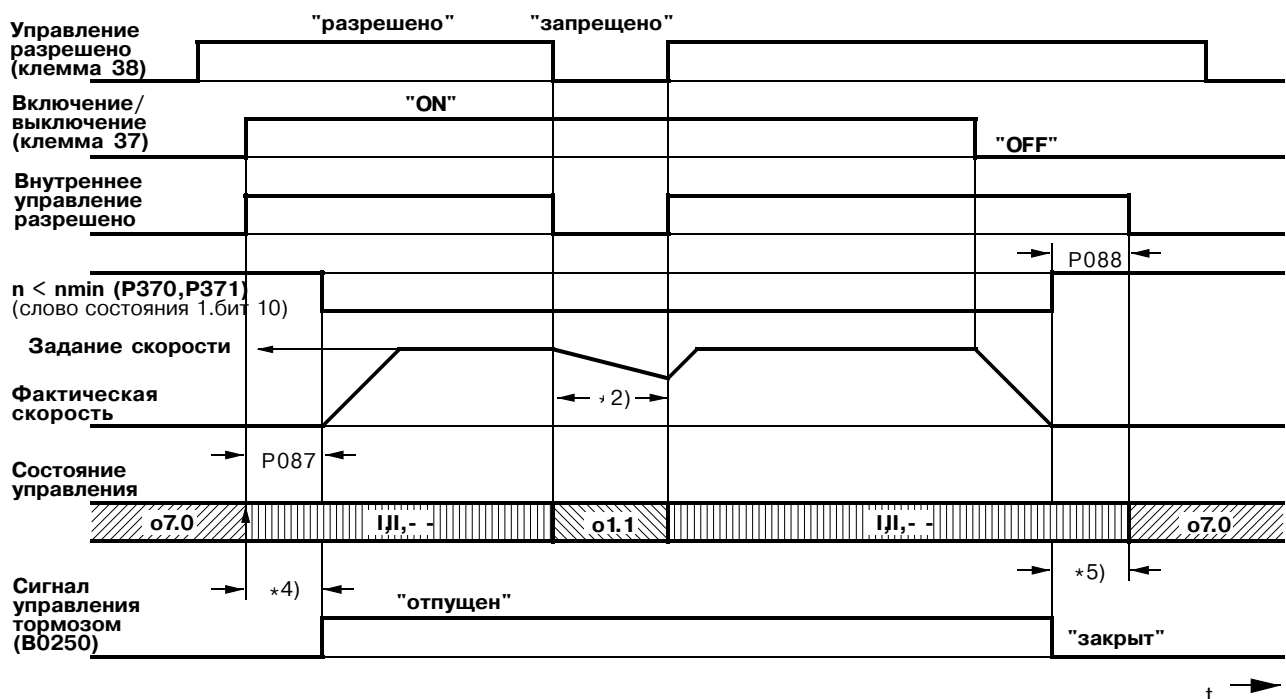 Управление разрешено (клемма 38)
"разрешено"
"запрещено"
Включение/
выключение
(клемма 37)
"ON"
"OFF"
Внутреннее
управление
разрешено
P088
n < nmin (P370,P371)
(слово состояния 1.бит 10)
Задание скорости
Фактическая
скорость
*2)
P087
Состояние
управления
o7.0
I,II,- -
o1.1
I,II,- -
o7.0
*4)
*5)
Сигнал
управления
тормозом
(B0250)
"отпущен"
"закрыт"
t